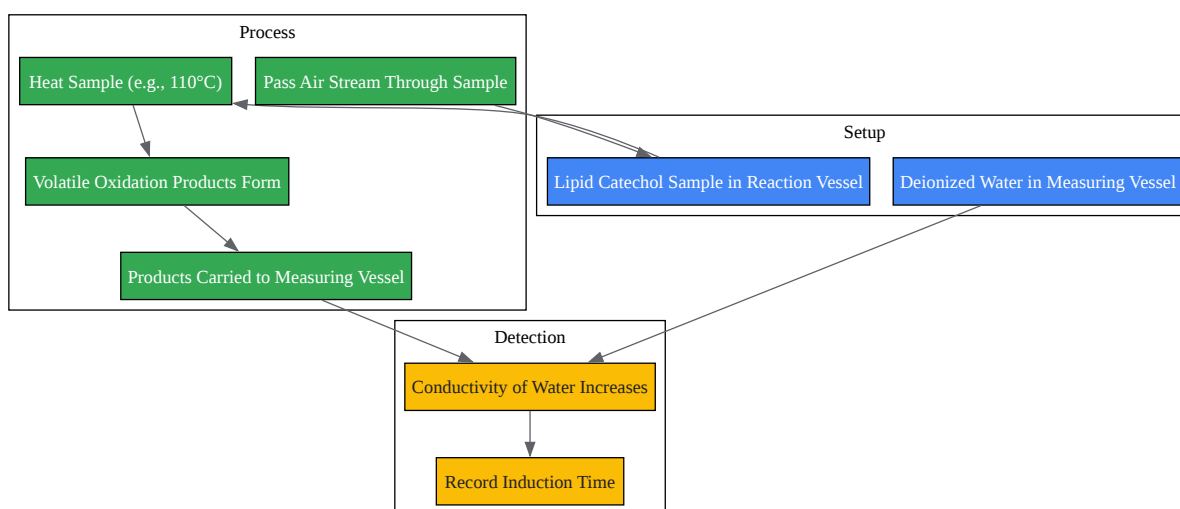 Process
Heat Sample (e.g., 110°C)
Pass Air Stream Through Sample
Setup
Volatile Oxidation Products Form
Lipid Catechol Sample in Reaction Vessel
Deionized Water in Measuring Vessel
Products Carried to Measuring Vessel
Detection
Conductivity of Water Increases
Record Induction Time